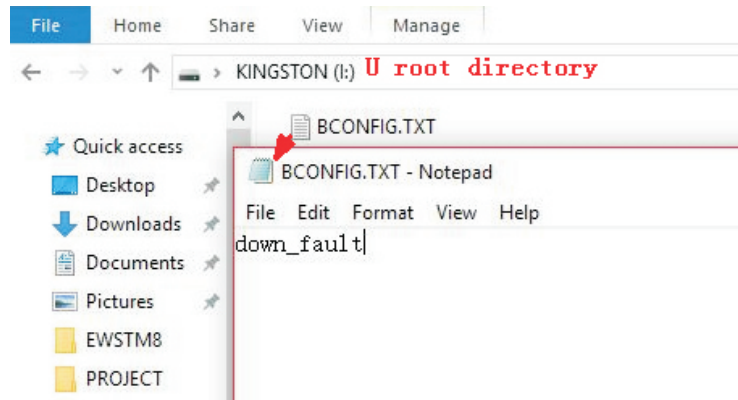 File Home Share View Manage
KINGSTON (I:) U root directory
BCONFIG.TXT
Quick access
BCONFIG.TXT - Notepad
Desktop
File Edit Format View Help
Downloads
down_fault
Documents
Pictures
EWSTM8
PROJECT